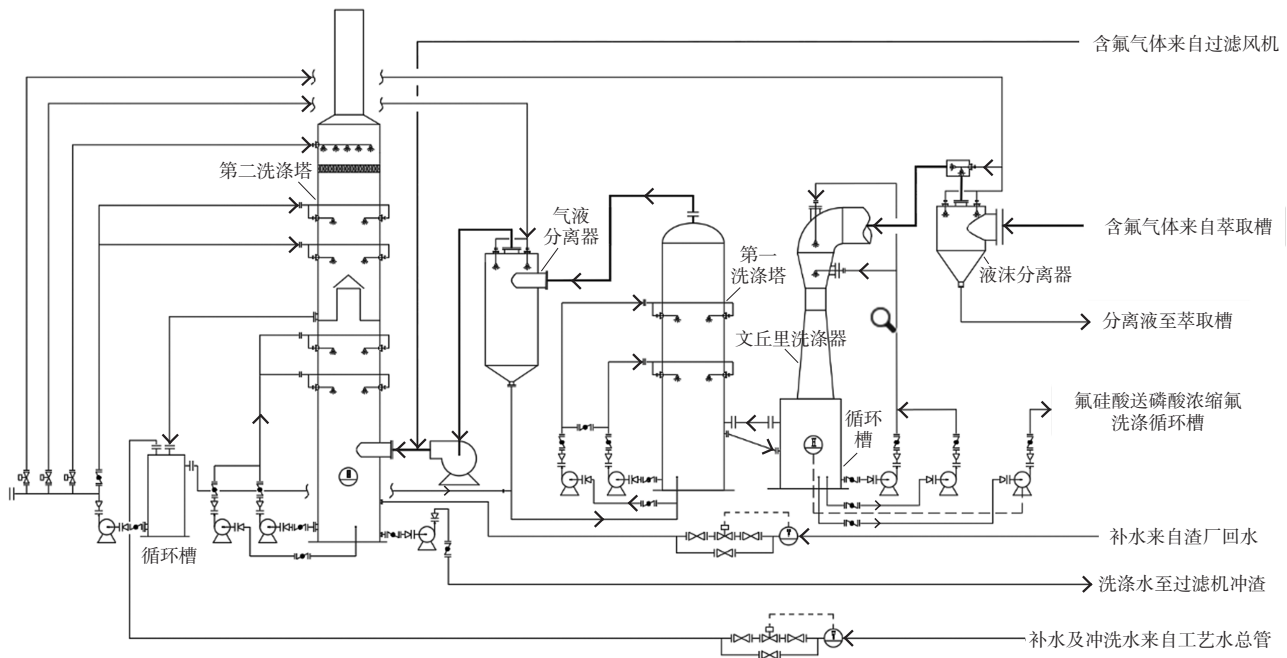 含氟气体来自过滤风机
第二洗涤塔
气液
分离器
含氟气体来自萃取槽
第一
洗涤塔
液沫分离器
分离液至萃取槽
文丘里洗涤器
氟硅酸送磷酸浓缩氟
洗涤循环槽
循环
槽
补水来自渣厂回水
循环槽
洗涤水至过滤机冲渣
补水及冲洗水来自工艺水总管